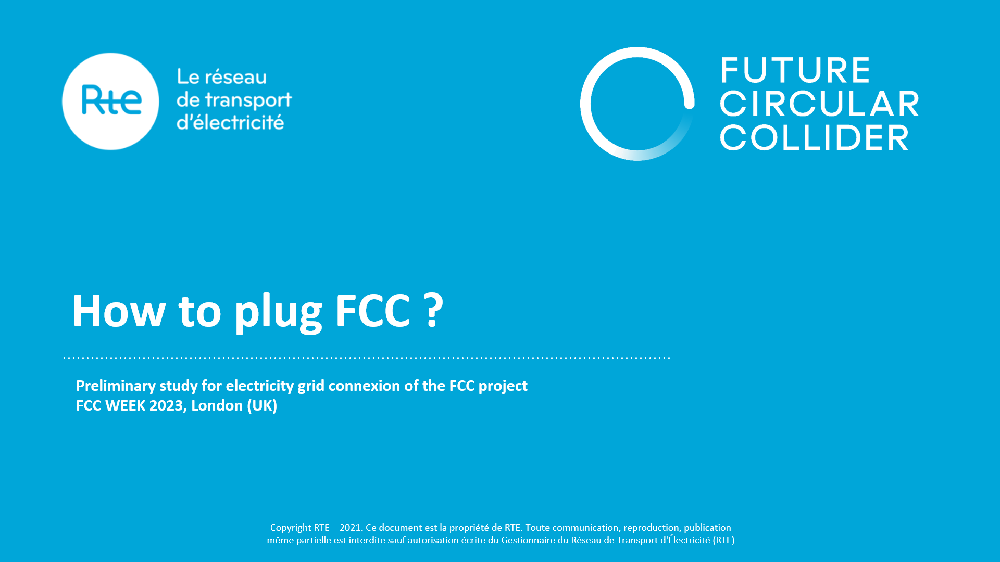 Rte
Le réseau
de transport
d'électricité
FUTURE
CIRCULAR
COLLIDER
How to plug FCC ?
Preliminary study for electricity grid connexion of the FCC project
FCC WEEK 2023, London (UK)
Copyright RTE – 2021. Ce document est la propriété de RTE. Toute communication, reproduction, publication
même partielle est interdite sauf autorisation écrite du Gestionnaire du Réseau de Transport d'Électricité (RTE)